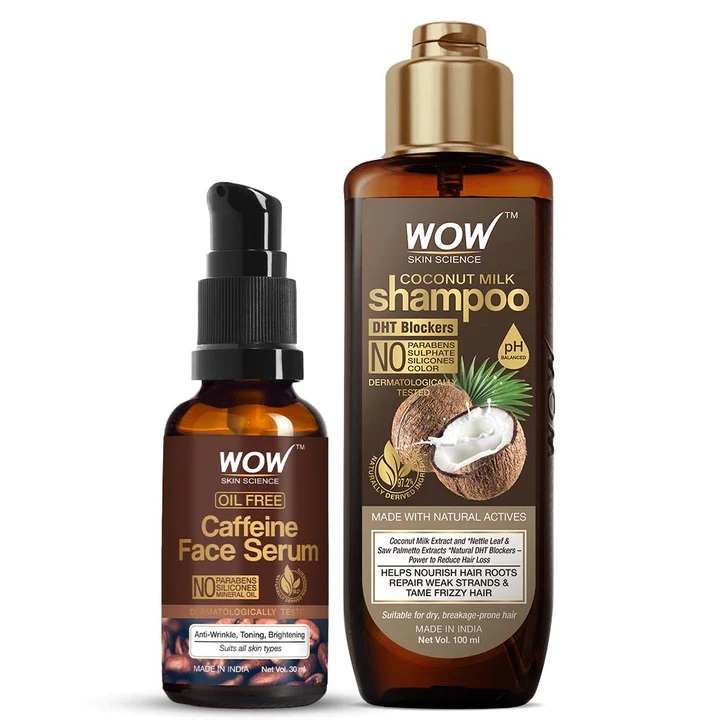 WOW™
SKIN SCIENCE
OIL FREE
Caffeine
Face Serum
NO PARABENS
SILICONES
MINERAL OIL
DERMATOLOGICALLY TESTED
Anti-Wrinkle, Toning, Brightening
Suits all skin types
MADE IN INDIA Net Vol. 30 ml
WOW™
SKIN SCIENCE
COCONUT MILK
shampoo
DHT Blockers
NO PARABENS
SULPHATE
SILICONES
COLOR
pH
BALANCED
DERMATOLOGICALLY
TESTED
97.2%
NATURALLY DERIVED
MADE WITH NATURAL ACTIVES
Coconut Milk Extract and *Nettle Leaf &
Saw Palmetto Extracts *Natural DHT Blockers –
Power to Reduce Hair Loss
HELPS NOURISH HAIR ROOTS
REPAIR WEAK STRANDS &
TAME FRIZZY HAIR
Suitable for dry, breakage-prone hair
MADE IN INDIA
Net Vol. 100 ml
WOW